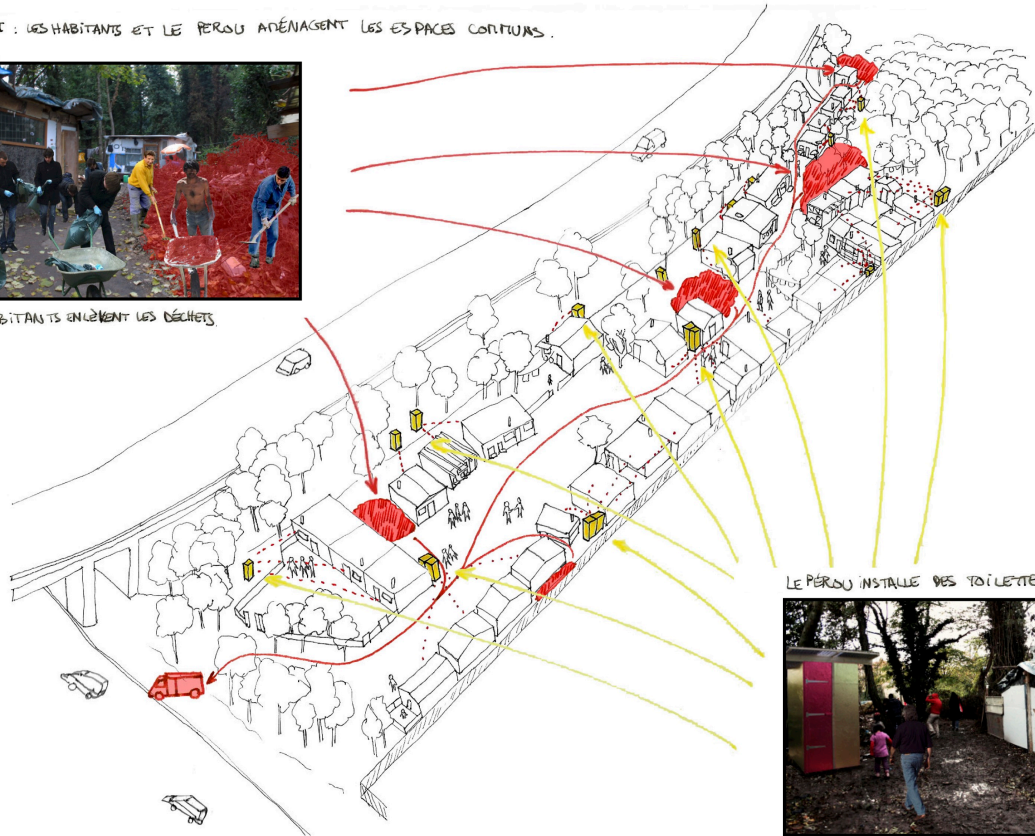 : LES HABITANTS ET LE PEROU AMÉNAGENT LES ESPACES COMMUNS.
BITANTS ENLÈVENT LES DÉCHETS.
LE PÉROU INSTALLE DES TOILETTE